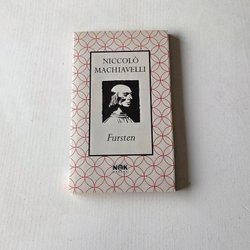 NICCOLÒ
MACHIAVELLI
Fursten
N&K